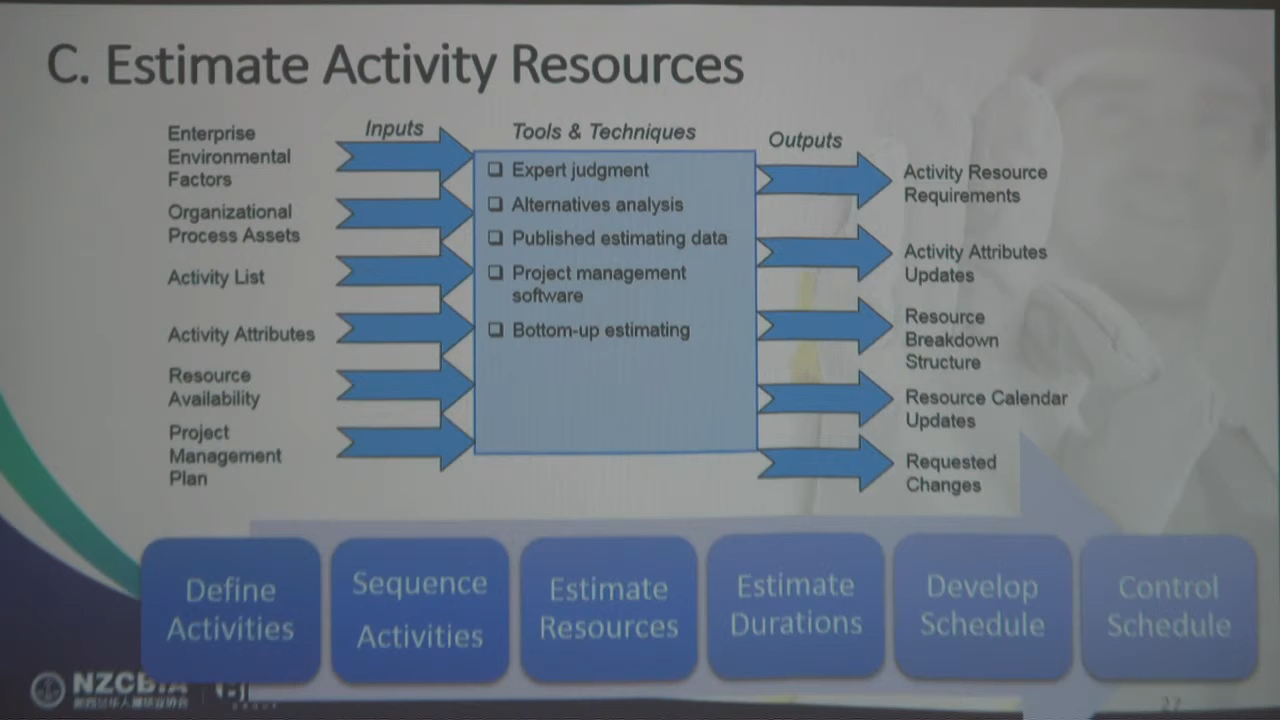 C. Estimate Activity Resources
Inputs
Tools & Techniques
Outputs
Enterprise
Environmental
Factors
Organizational
Process Assets
Activity List
Activity Attributes
Resource
Availability
Project
Management
Plan
❑ Expert judgment
❑ Alternatives analysis
❑ Published estimating data
❑ Project management
software
❑ Bottom-up estimating
Activity Resource
Requirements
Activity Attributes
Updates
Resource
Breakdown
Structure
Resource Calendar
Updates
Requested
Changes
Define
Activities
Sequence
Activities
Estimate
Resources
Estimate
Durations
Develop
Schedule
Control
Schedule
NZCBIA
27